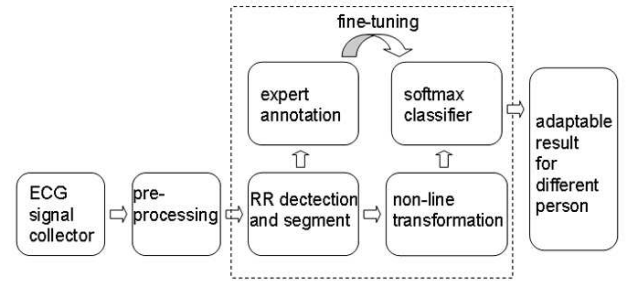 fine-tuning
expert
annotation
softmax
classifier
adaptable
result
for
different
person
ECG
signal
collector
pre-
processing
RR dectection
and segment
non-line
transformation